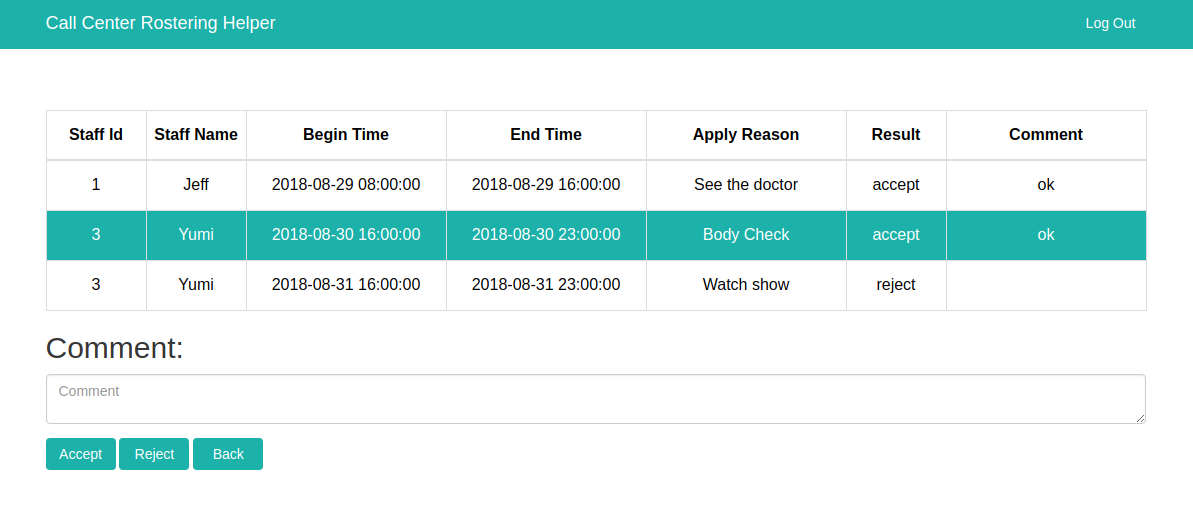 Call Center Rostering Helper Log Out
Staff Id Staff Name Begin Time End Time Apply Reason Result Comment
1 Jeff 2018-08-29 08:00:00 2018-08-29 16:00:00 See the doctor accept ok
3 Yumi 2018-08-30 16:00:00 2018-08-30 23:00:00 Body Check accept ok
3 Yumi 2018-08-31 16:00:00 2018-08-31 23:00:00 Watch show reject
Comment:
Comment
Accept Reject Back